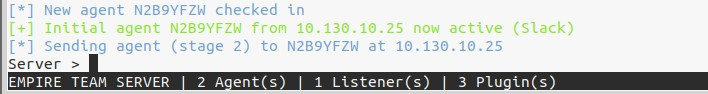 [*] New agent N2B9YFZW checked in
[+] Initial agent N2B9YFZW from 10.130.10.25 now active (Slack)
[*] Sending agent (stage 2) to N2B9YFZW at 10.130.10.25
Server >
EMPIRE TEAM SERVER | 2 Agent(s) | 1 Listener(s) | 3 Plugin(s)